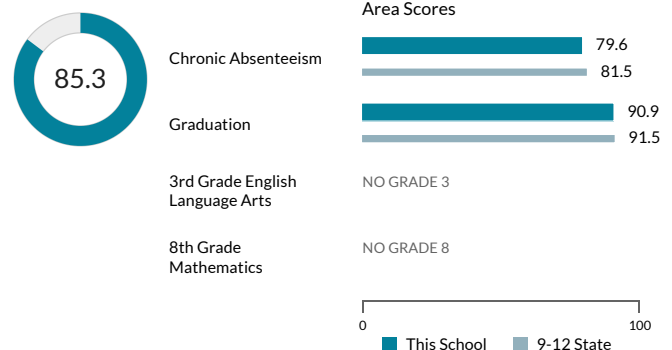 Area Scores
85.3
Chronic Absenteeism
79.6
81.5
Graduation
90.9
91.5
3rd Grade English
Language Arts
NO GRADE 3
8th Grade
Mathematics
NO GRADE 8
0
100
This School
9-12 State